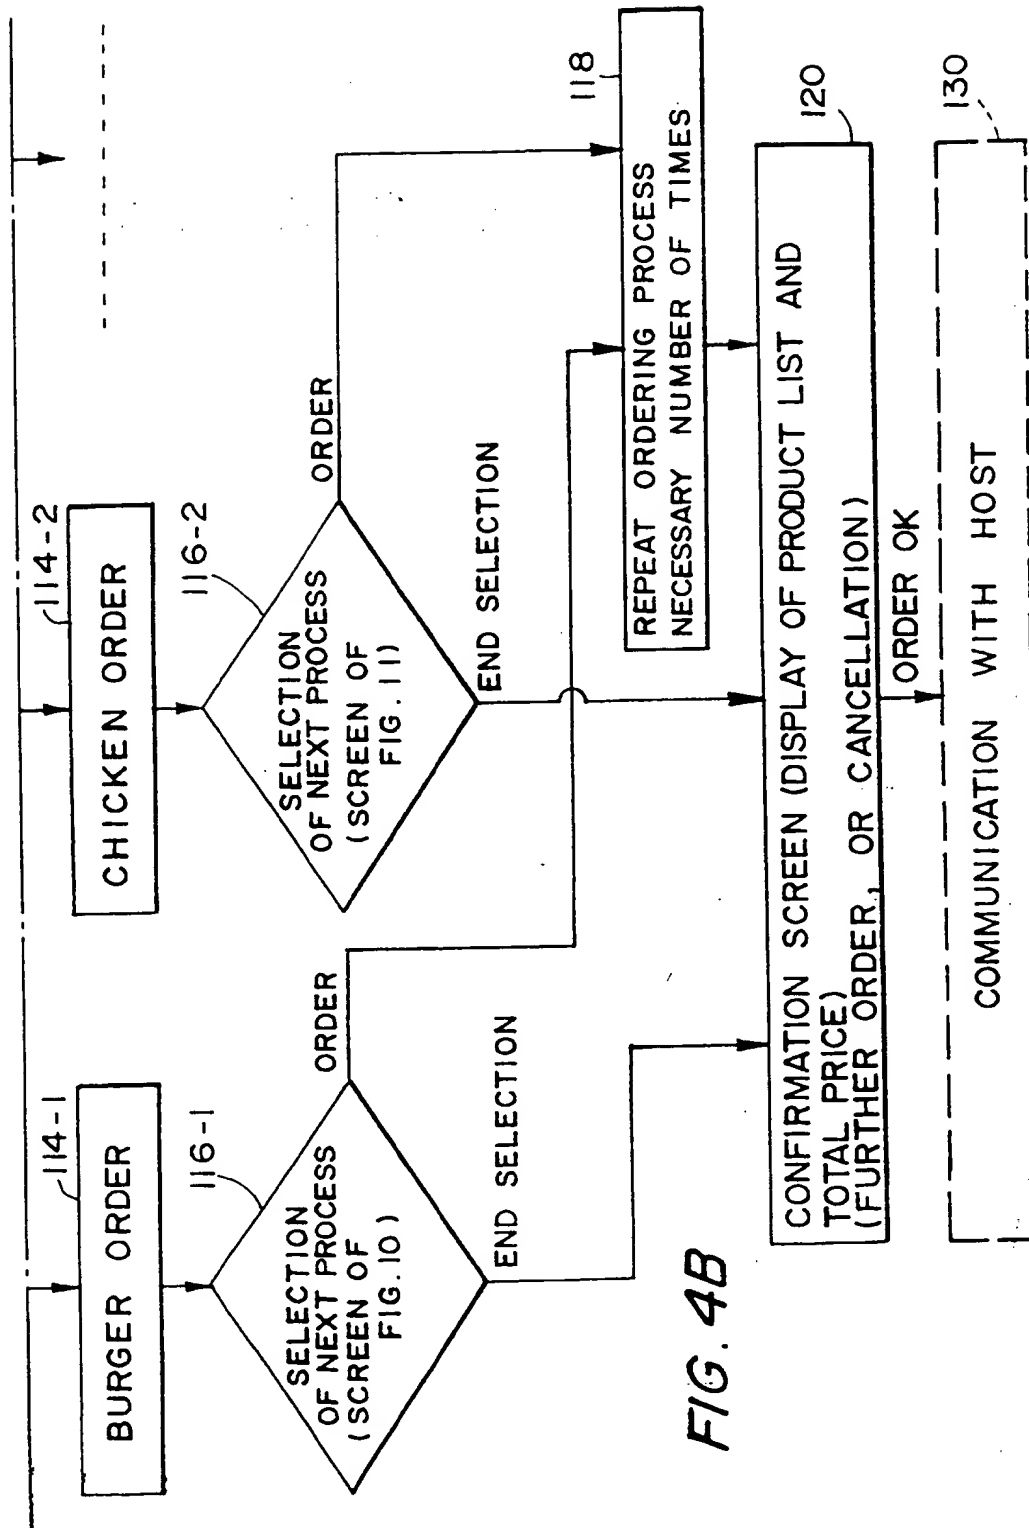 114-1
BURGER ORDER
116-1
SELECTION
OF NEXT PROCESS
(SCREEN OF
FIG. 10)
ORDER
END SELECTION
114-2
CHICKEN ORDER
116-2
SELECTION
OF NEXT PROCESS
(SCREEN OF
FIG. 11)
ORDER
END SELECTION
118
REPEAT ORDERING PROCESS
NECESSARY NUMBER OF TIMES
120
CONFIRMATION SCREEN (DISPLAY OF PRODUCT LIST AND
TOTAL PRICE)
(FURTHER ORDER, OR CANCELLATION)
ORDER OK
130
COMMUNICATION WITH HOST
FIG. 4B